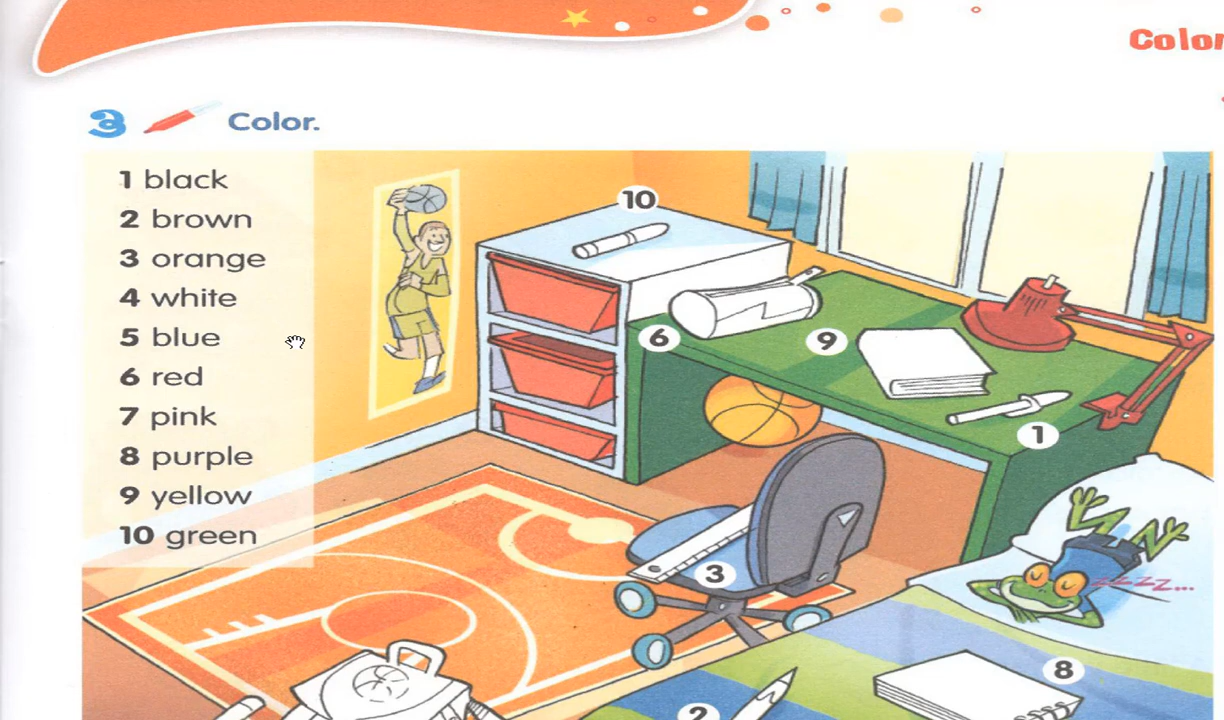 Color
3 Color.
1 black
2 brown
3 orange
4 white
5 blue
6 red
7 pink
8 purple
9 yellow
10 green
10
6
9
1
3
zzzzz...
8
2